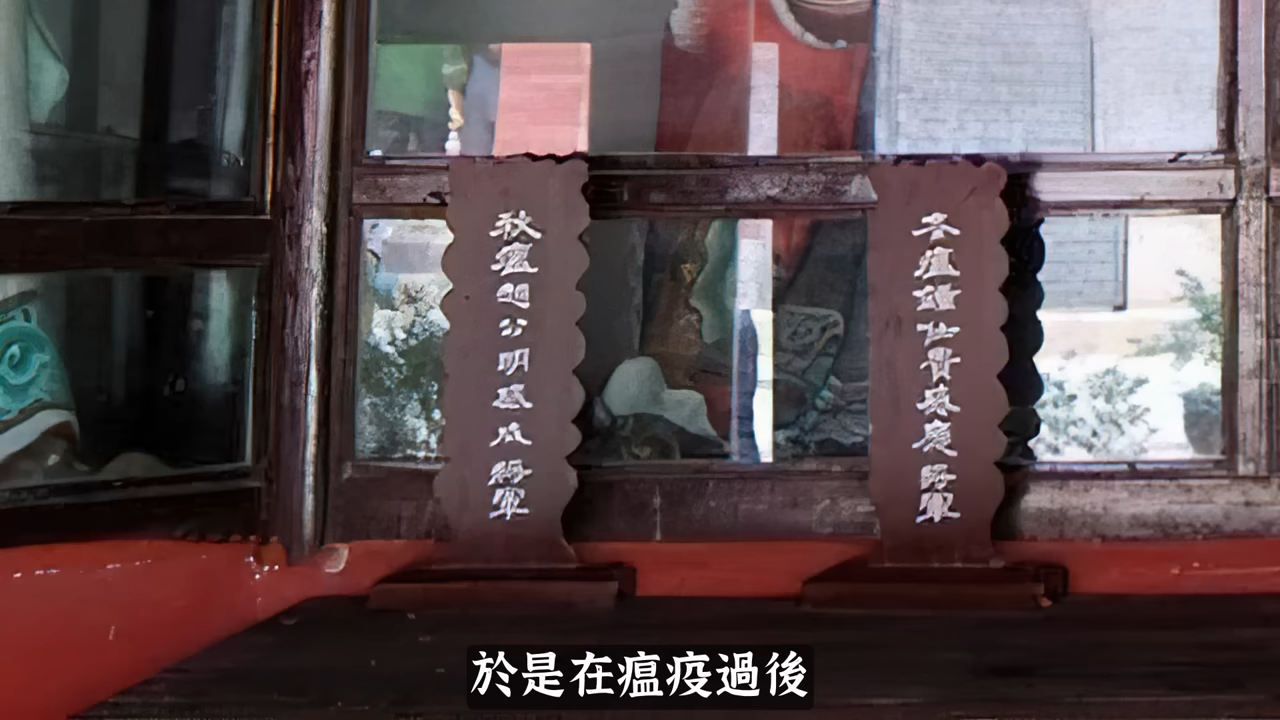 秋瘟趙公明感將軍
冬瘟鍾仕貴將軍
於是在瘟疫過後